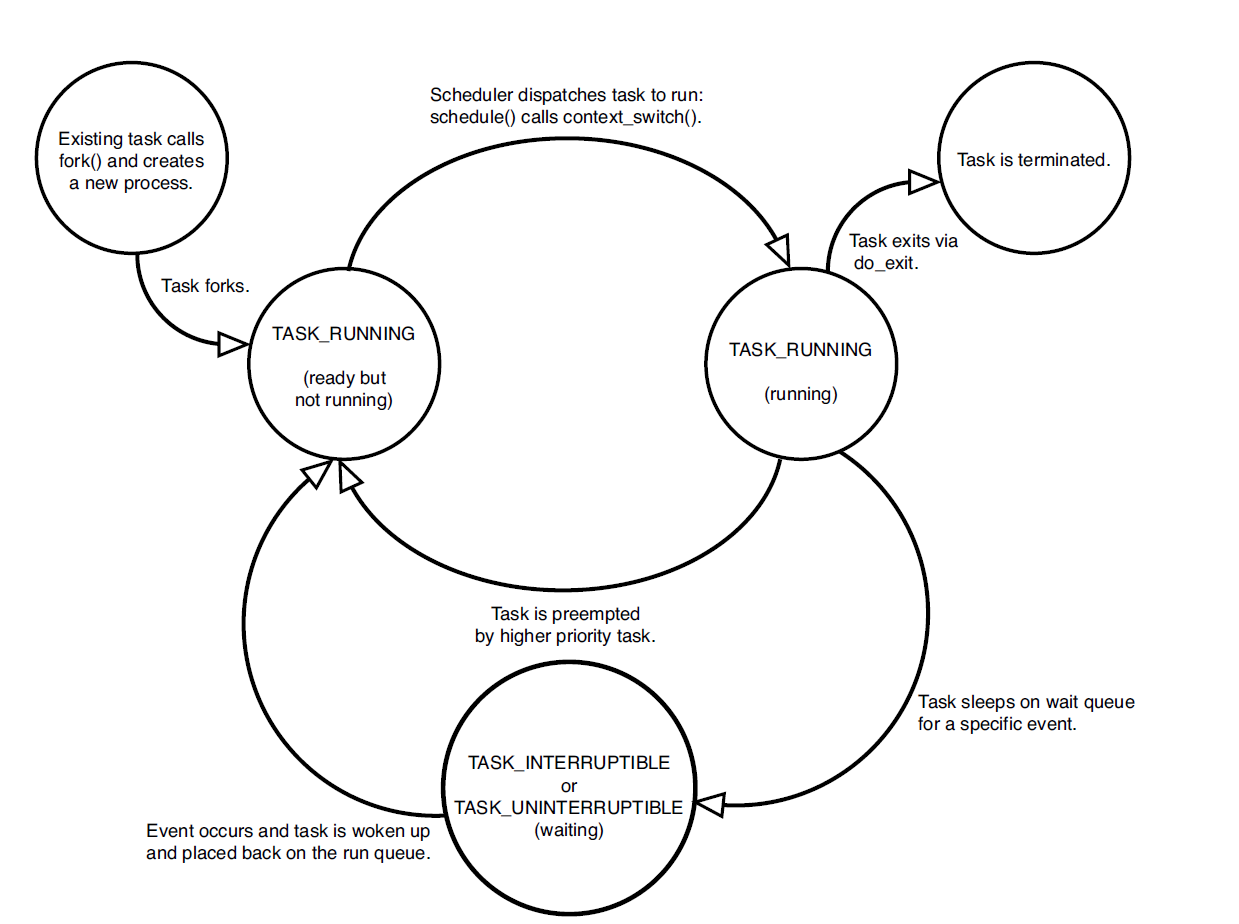 Existing task calls
fork() and creates
a new process.
Scheduler dispatches task to run:
schedule() calls context_switch().
Task is terminated.
Task forks.
Task exits via
do_exit.
TASK_RUNNING
(ready but
not running)
TASK_RUNNING
(running)
Task is preempted
by higher priority task.
Task sleeps on wait queue
for a specific event.
TASK_INTERRUPTIBLE
or
TASK_UNINTERRUPTIBLE
(waiting)
Event occurs and task is woken up
and placed back on the run queue.